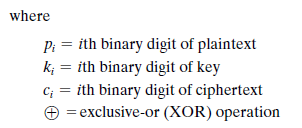 where
pᵢ = ith binary digit of plaintext
kᵢ = ith binary digit of key
cᵢ = ith binary digit of ciphertext
⊕ = exclusive-or (XOR) operation